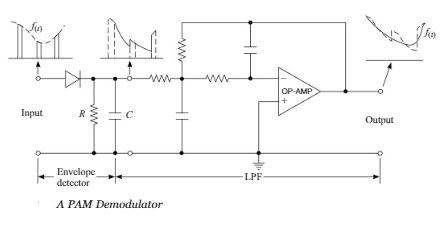 f(t)
f(t)
−
OP-AMP
+
Input
R
C
Output
Envelope
detector
LPF
A PAM Demodulator